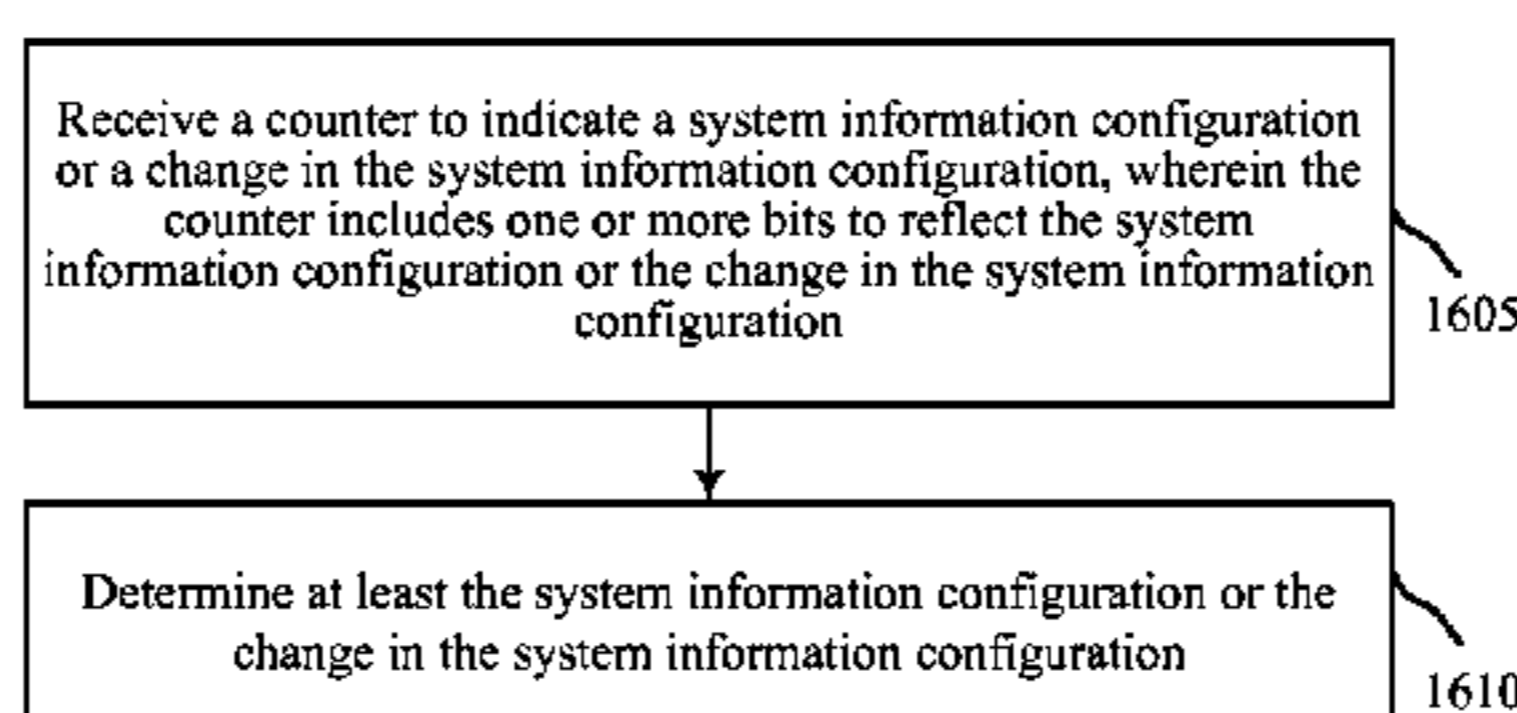 Receive a counter to indicate a system information configuration
or a change in the system information configuration, wherein the
counter includes one or more bits to reflect the system
information configuration or the change in the system information
configuration
1605
Determine at least the system information configuration or the
change in the system information configuration
1610